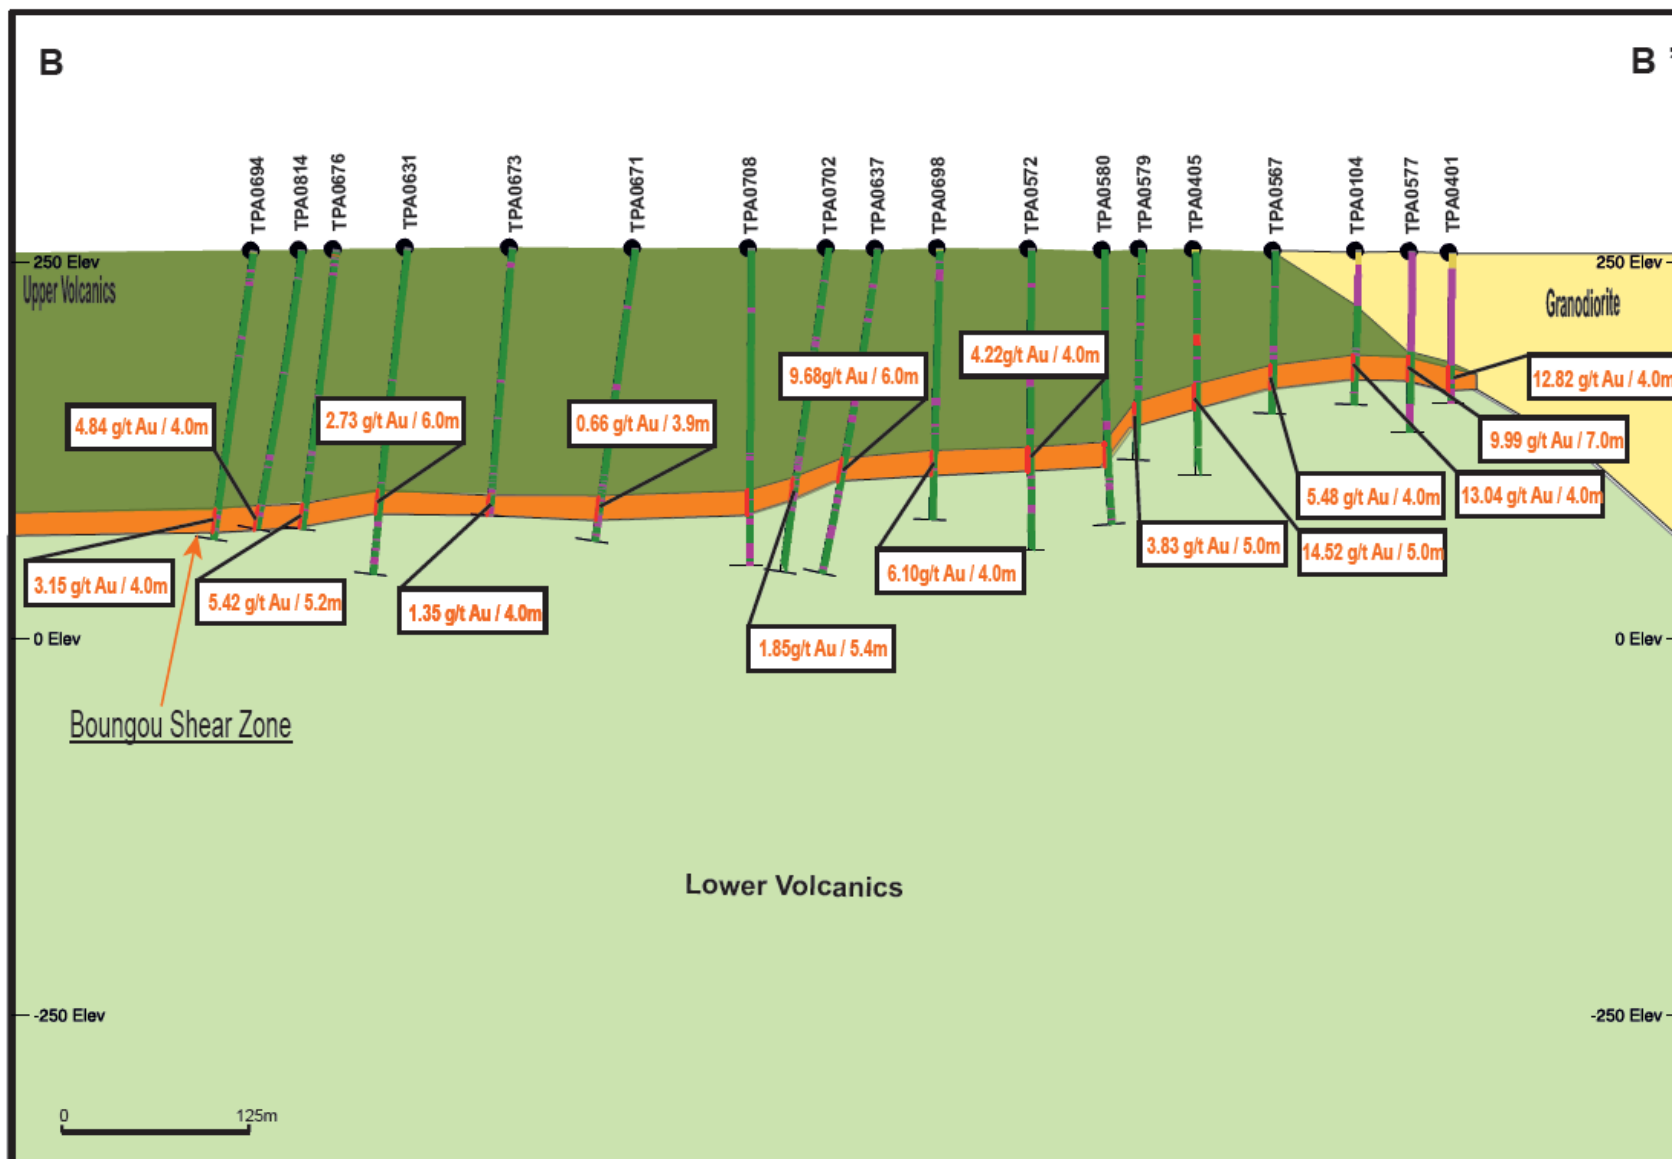 B
B '
TPA0694
TPA0814
TPA0676
TPA0631
TPA0673
TPA0671
TPA0708
TPA0702
TPA0637
TPA0698
TPA0572
TPA0580
TPA0579
TPA0405
TPA0567
TPA0104
TPA0577
TPA0401
250 Elev
250 Elev
Upper Volcanics
Granodiorite
4.22g/t Au / 4.0m
9.68g/t Au / 6.0m
12.82 g/t Au / 4.0m
4.84 g/t Au / 4.0m
2.73 g/t Au / 6.0m
0.66 g/t Au / 3.9m
9.99 g/t Au / 7.0m
5.48 g/t Au / 4.0m
13.04 g/t Au / 4.0m
3.83 g/t Au / 5.0m
14.52 g/t Au / 5.0m
3.15 g/t Au / 4.0m
5.42 g/t Au / 5.2m
1.35 g/t Au / 4.0m
6.10g/t Au / 4.0m
1.85g/t Au / 5.4m
0 Elev
0 Elev
Boungou Shear Zone
Lower Volcanics
-250 Elev
-250 Elev
0
125m